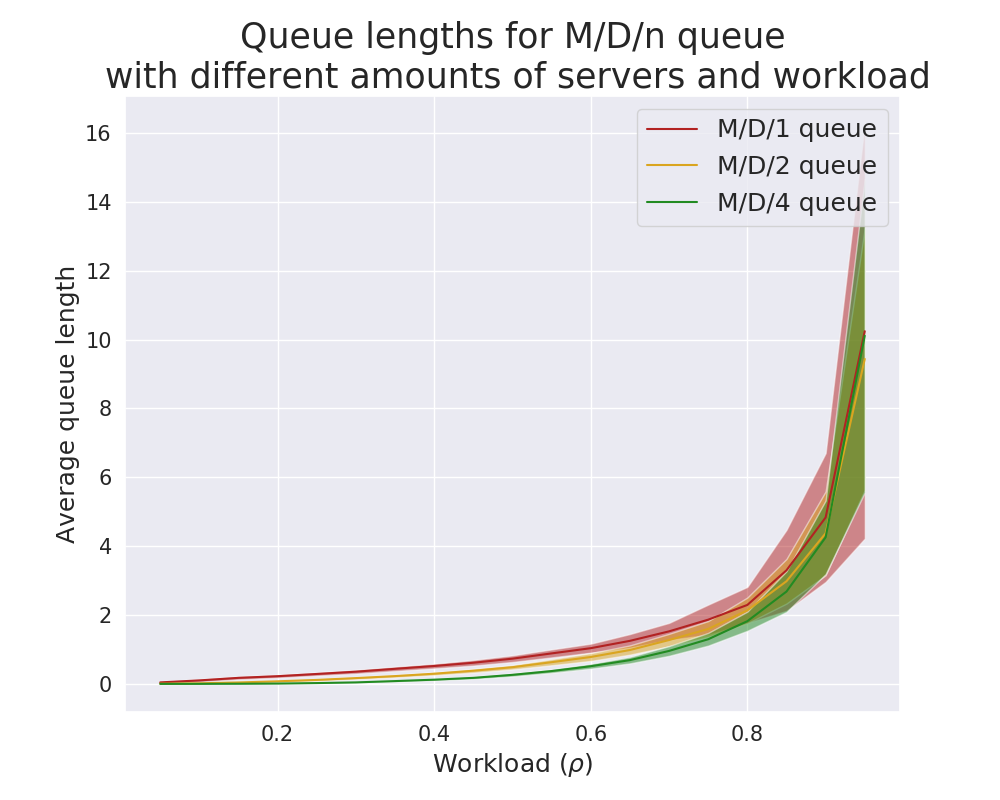 Queue lengths for M/D/n queue
with different amounts of servers and workload
M/D/1 queue
M/D/2 queue
M/D/4 queue
Average queue length
16
14
12
10
8
6
4
2
0
0.2 0.4 0.6 0.8
Workload (ρ)